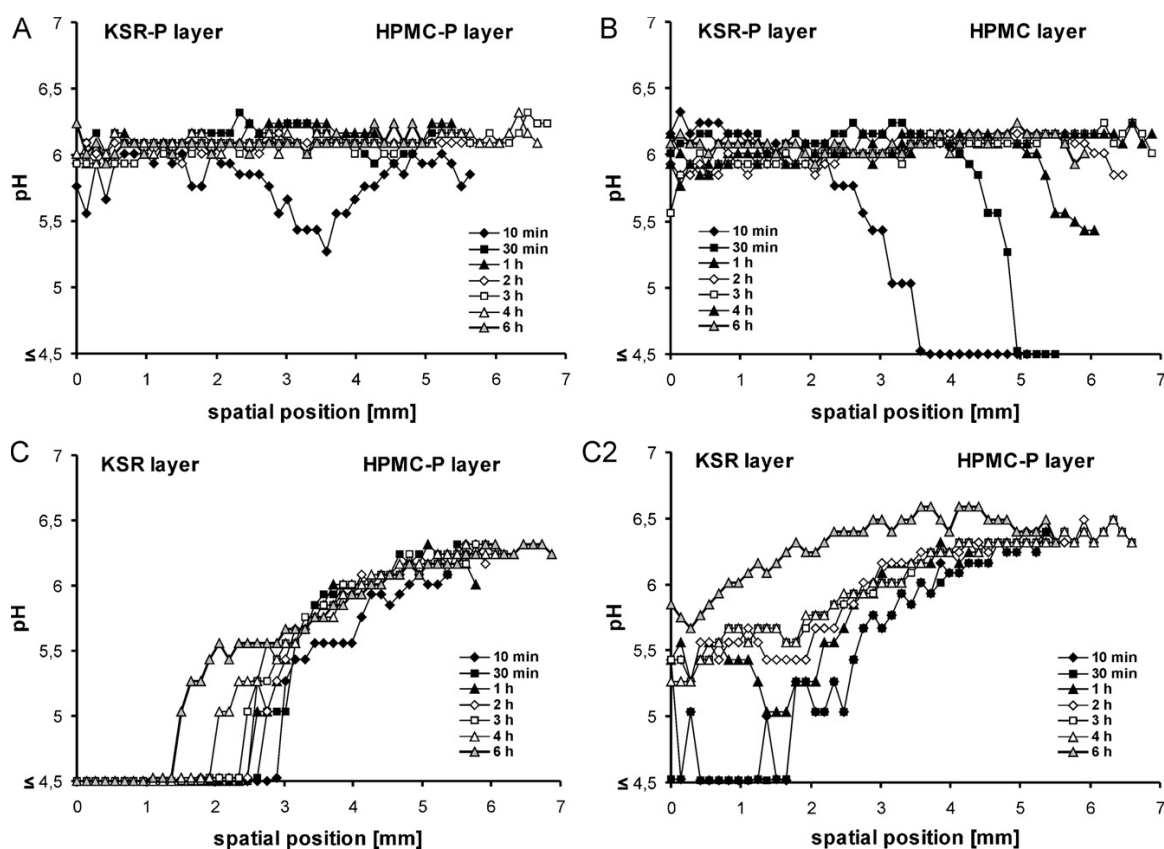 A
KSR-P layer HPMC-P layer
7
6,5
6
5,5
5
≤ 4,5
pH
0 1 2 3 4 5 6 7
spatial position [mm]
10 min
30 min
1 h
2 h
3 h
4 h
6 h
B
KSR-P layer HPMC layer
7
6,5
6
5,5
5
≤ 4,5
pH
0 1 2 3 4 5 6 7
spatial position [mm]
10 min
30 min
1 h
2 h
3 h
4 h
6 h
C
KSR layer HPMC-P layer
7
6,5
6
5,5
5
≤ 4,5
pH
0 1 2 3 4 5 6 7
spatial position [mm]
10 min
30 min
1 h
2 h
3 h
4 h
6 h
C2
KSR layer HPMC-P layer
7
6,5
6
5,5
5
≤ 4,5
pH
0 1 2 3 4 5 6 7
spatial position [mm]
10 min
30 min
1 h
2 h
3 h
4 h
6 h